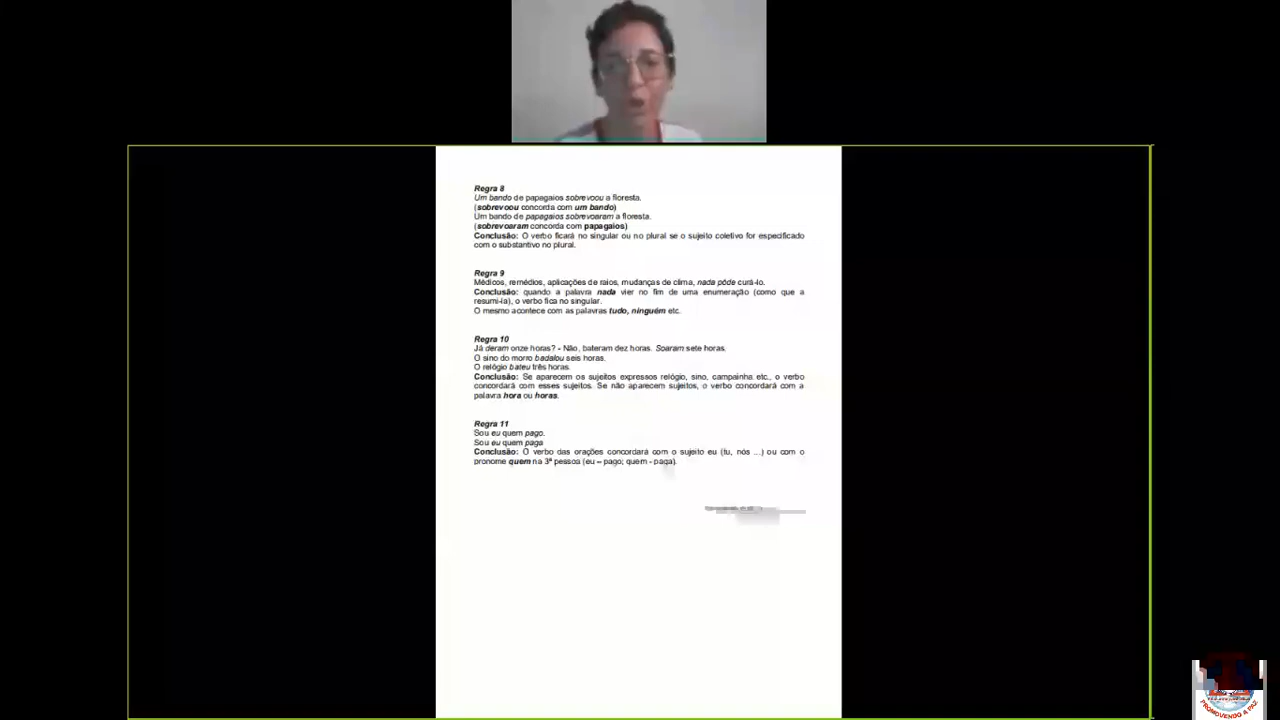 Regra 8
Um bando de papagaios sobrevoou a floresta.
(sobrevoou concorda com um bando)
Um bando de papagaios sobrevoaram a floresta.
(sobrevoaram concorda com papagaios)
Conclusão: O verbo ficará no singular ou no plural se o sujeito coletivo for especificado
com o substantivo no plural.
Regra 9
Médicos, remédios, aplicações de raios, mudanças de clima, nada pôde curá-lo.
Conclusão: quando a palavra nada vier no fim de uma enumeração (como que a
resumi-la), o verbo fica no singular.
O mesmo acontece com as palavras tudo, ninguém etc.
Regra 10
Já deram onze horas? - Não, bateram dez horas. Soaram sete horas.
O sino do morro badalou seis horas.
O relógio bateu três horas.
Conclusão: Se aparecem os sujeitos expressos relógio, sino, campainha etc., o verbo
concordará com esses sujeitos. Se não aparecem sujeitos, o verbo concordará com a
palavra hora ou horas.
Regra 11
Sou eu quem pago.
Sou eu quem paga
Conclusão: O verbo das orações concordará com o sujeito eu (tu, nós ...) ou com o
pronome quem na 3ª pessoa (eu – pago; quem - paga).
PROMOVENDO A PAZ